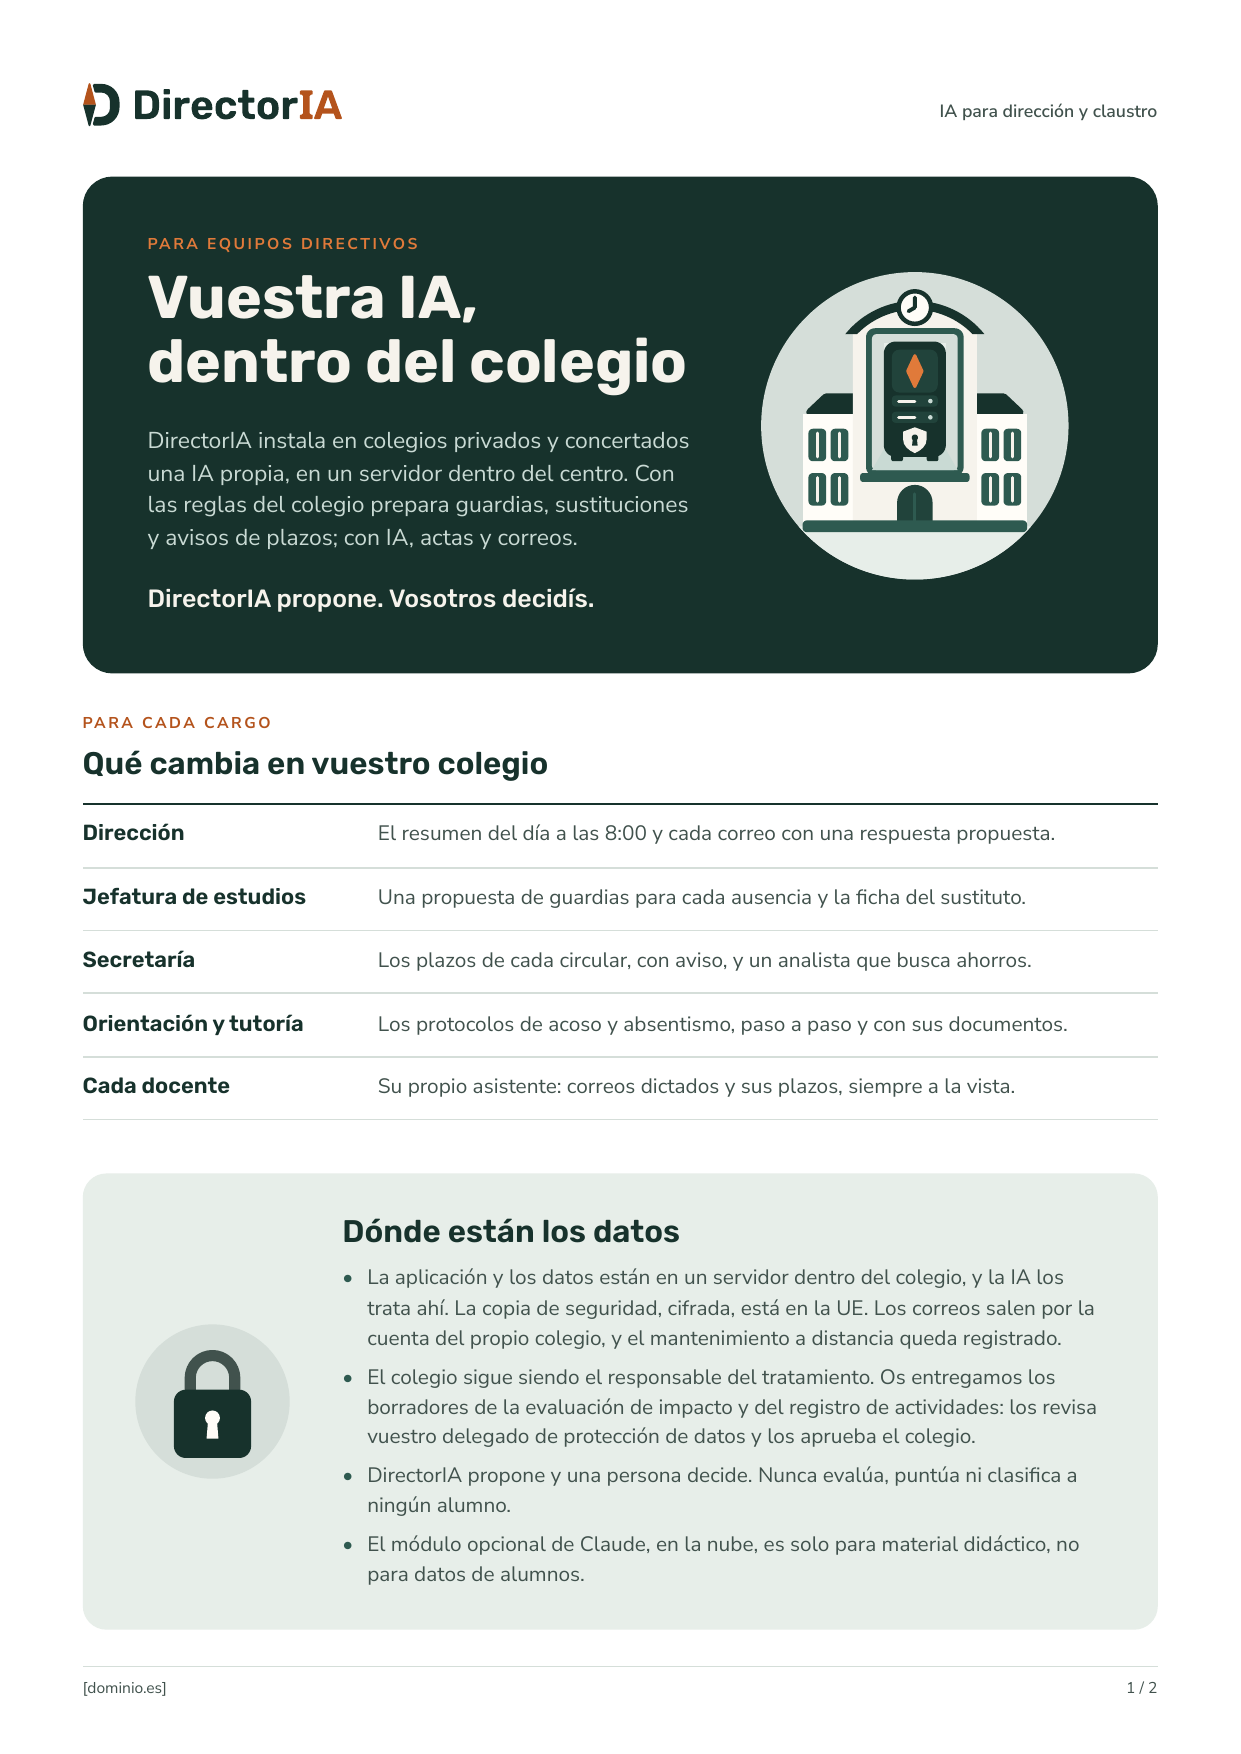 DirectorIA
IA para dirección y claustro
PARA EQUIPOS DIRECTIVOS
Vuestra IA,
dentro del colegio
DirectorIA instala en colegios privados y concertados
una IA propia, en un servidor dentro del centro. Con
las reglas del colegio prepara guardias, sustituciones
y avisos de plazos; con IA, actas y correos.
DirectorIA propone. Vosotros decidís.
PARA CADA CARGO
Qué cambia en vuestro colegio
Dirección El resumen del día a las 8:00 y cada correo con una respuesta propuesta.
Jefatura de estudios Una propuesta de guardias para cada ausencia y la ficha del sustituto.
Secretaría Los plazos de cada circular, con aviso, y un analista que busca ahorros.
Orientación y tutoría Los protocolos de acoso y absentismo, paso a paso y con sus documentos.
Cada docente Su propio asistente: correos dictados y sus plazos, siempre a la vista.
Dónde están los datos
• La aplicación y los datos están en un servidor dentro del colegio, y la IA los
trata ahí. La copia de seguridad, cifrada, está en la UE. Los correos salen por la
cuenta del propio colegio, y el mantenimiento a distancia queda registrado.
• El colegio sigue siendo el responsable del tratamiento. Os entregamos los
borradores de la evaluación de impacto y del registro de actividades: los revisa
vuestro delegado de protección de datos y los aprueba el colegio.
• DirectorIA propone y una persona decide. Nunca evalúa, puntúa ni clasifica a
ningún alumno.
• El módulo opcional de Claude, en la nube, es solo para material didáctico, no
para datos de alumnos.
[dominio.es]
1 / 2